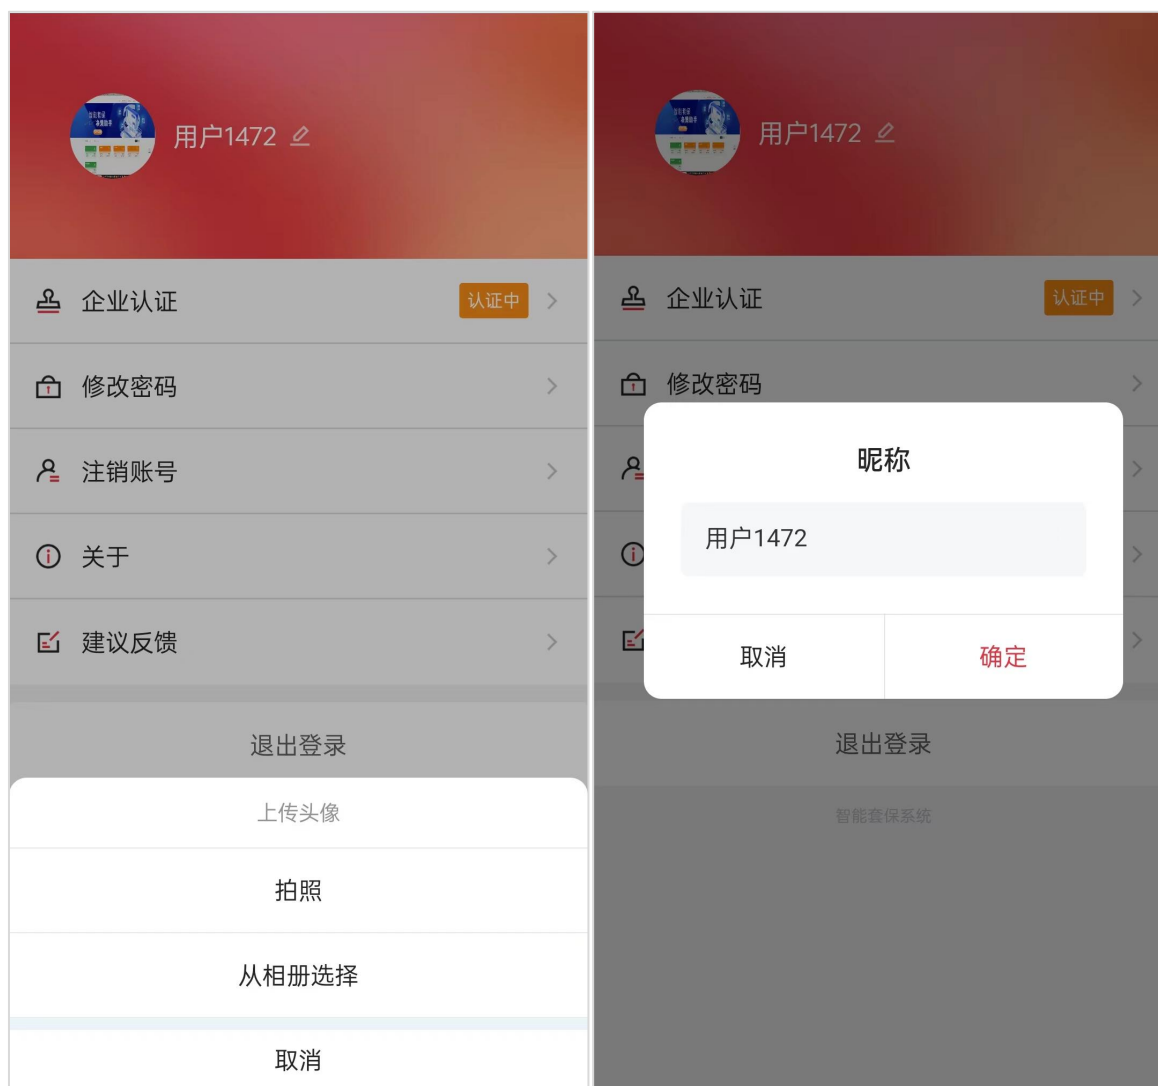 用户1472
企业认证
认证中
修改密码
注销账号
关于
建议反馈
退出登录
上传头像
拍照
从相册选择
取消
用户1472
企业认证
认证中
修改密码
昵称
用户1472
取消
确定
退出登录
智能套保系统